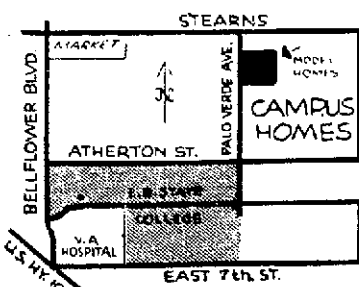 STEARNS
MARKET
MODEL
HOMES
BELLFLOWER BLVD.
PALO VERDE AVE.
CAMPUS
HOMES
ATHERTON ST.
L.B. STATE
COLLEGE
V.A.
HOSPITAL
U.S. HY.
EAST 7th ST.